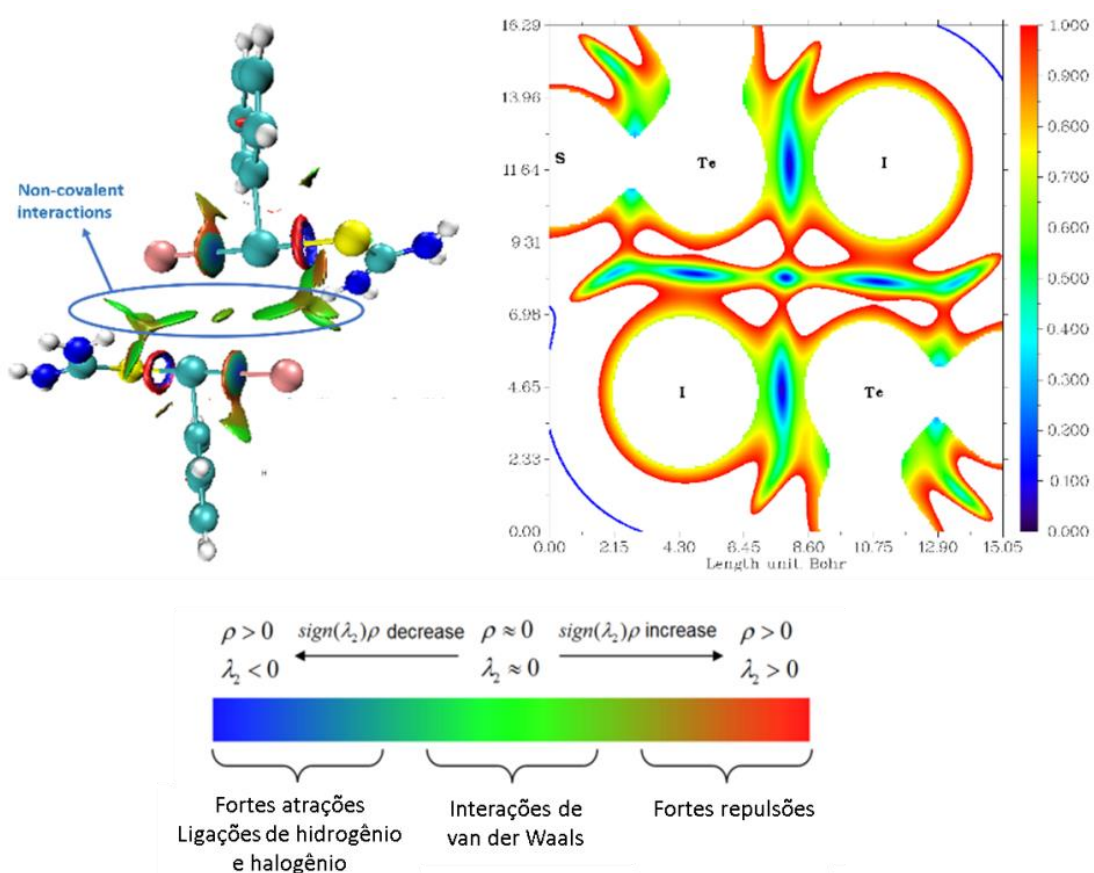 Non-covalent
interactions
16.29
13.96
11.64
9.31
6.98
4.65
2.33
0.00
S
Te
I
I
Te
0.00 2.15 4.30 6.45 8.60 10.75 12.90 15.05
Length unit: Bohr
1.000
0.900
0.800
0.700
0.600
0.500
0.400
0.300
0.200
0.100
0.000
H
ρ > 0 sign(λ₂)ρ decrease ρ ≈ 0 sign(λ₂)ρ increase ρ > 0
λ₂ < 0 λ₂ ≈ 0 λ₂ > 0
Fortes atrações
Ligações de hidrogênio
e halogênio
Interações de
van der Waals
Fortes repulsões